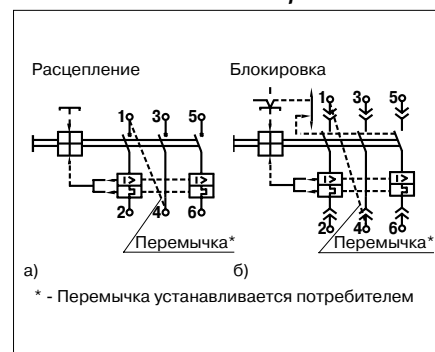 Расцепление
Блокировка
1 3 5
1 3 5
I> I>
I> I>
2 4 6
2 4 6
Перемычка*
Перемычка*
а)
б)
* - Перемычка устанавливается потребителем